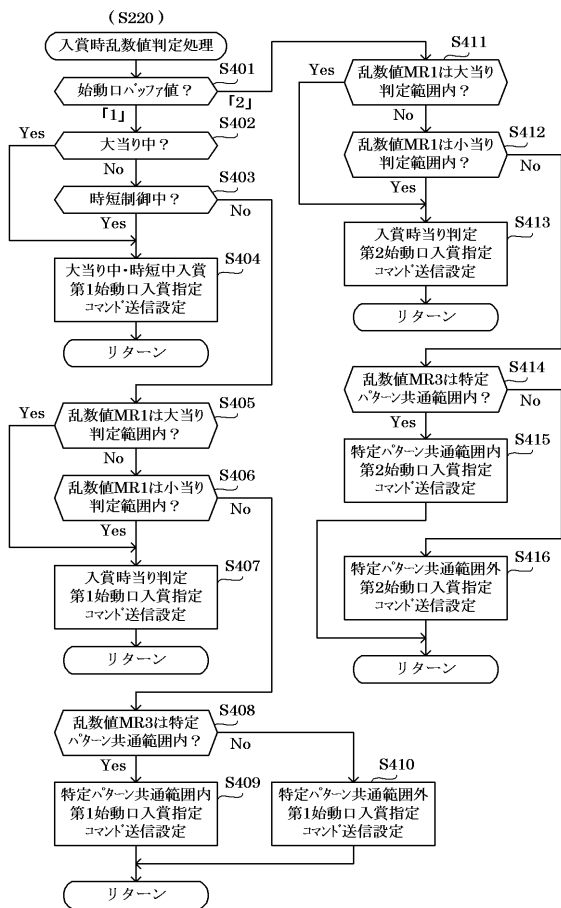 (S220)
入賞時乱数値判定処理
S401
始動口バッファ値？
「1」
「2」
S402
Yes
大当り中？
No
S403
時短制御中？
No
Yes
S404
大当り中・時短中入賞
第1始動口入賞指定
コマンド送信設定
リターン
S405
Yes
乱数値MR1は大当り
判定範囲内？
No
S406
乱数値MR1は小当り
判定範囲内？
No
Yes
S407
入賞時当り判定
第1始動口入賞指定
コマンド送信設定
リターン
S408
乱数値MR3は特定
パターン共通範囲内？
No
Yes
S409
特定パターン共通範囲内
第1始動口入賞指定
コマンド送信設定
S410
特定パターン共通範囲外
第1始動口入賞指定
コマンド送信設定
リターン
S411
Yes
乱数値MR1は大当り
判定範囲内？
No
S412
乱数値MR1は小当り
判定範囲内？
No
Yes
S413
入賞時当り判定
第2始動口入賞指定
コマンド送信設定
リターン
S414
乱数値MR3は特定
パターン共通範囲内？
No
Yes
S415
特定パターン共通範囲内
第2始動口入賞指定
コマンド送信設定
S416
特定パターン共通範囲外
第2始動口入賞指定
コマンド送信設定
リターン